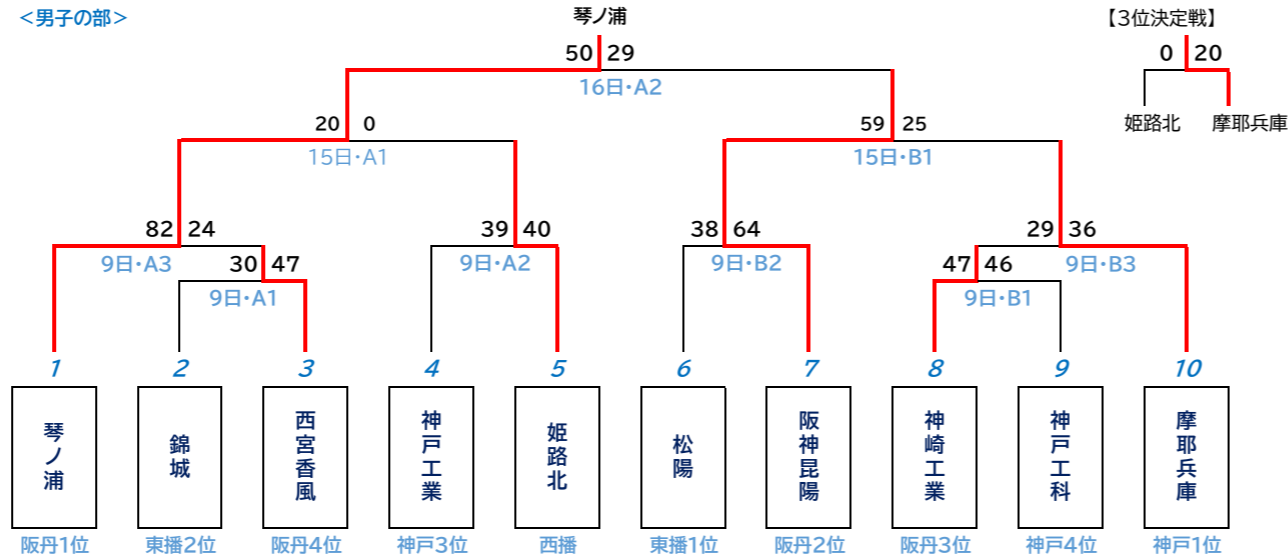 <男子の部>
琴ノ浦
【3位決定戦】
50 29
0 20
16日・A2
姫路北 摩耶兵庫
20 0
59 25
15日・A1
15日・B1
82 24
39 40
38 64
29 36
9日・A3
30 47
9日・A2
9日・B2
47 46
9日・B3
9日・A1
9日・B1
1 2 3 4 5 6 7 8 9 10
琴ノ浦
錦城
西宮香風
神戸工業
姫路北
松陽
阪神昆陽
神崎工業
神戸工科
摩耶兵庫
阪丹1位 東播2位 阪丹4位 神戸3位 西播 東播1位 阪丹2位 阪丹3位 神戸4位 神戸1位